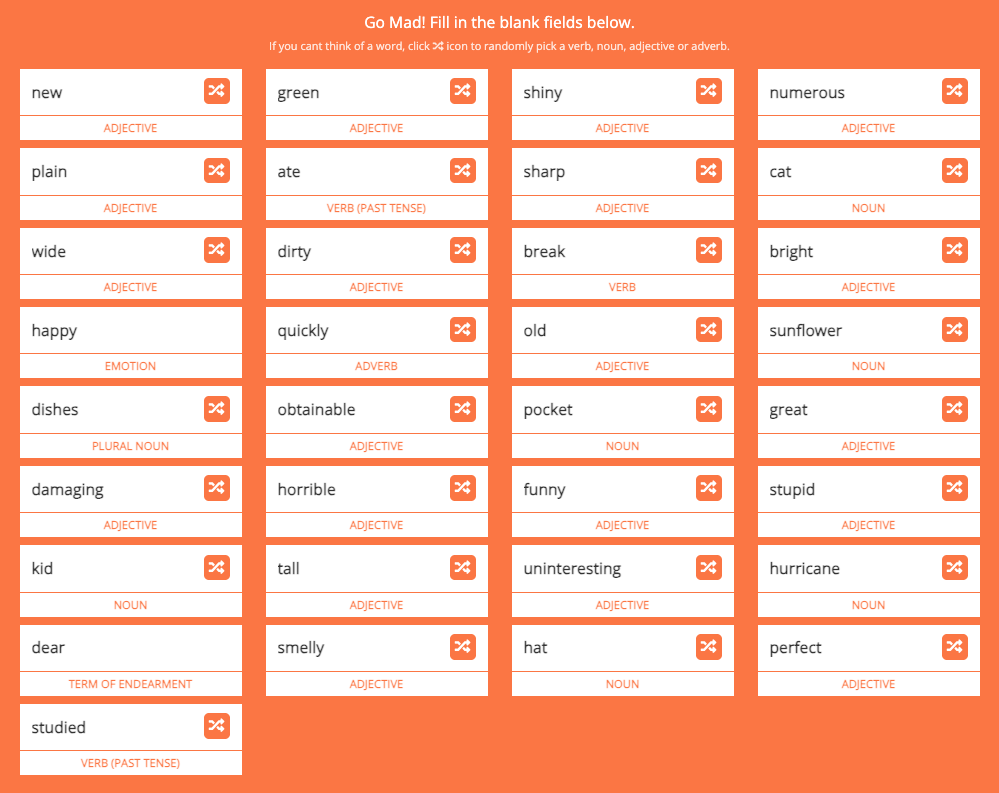 Go Mad! Fill in the blank fields below.
If you cant think of a word, click icon to randomly pick a verb, noun, adjective or adverb.
new green shiny numerous
ADJECTIVE ADJECTIVE ADJECTIVE ADJECTIVE
plain ate sharp cat
ADJECTIVE VERB (PAST TENSE) ADJECTIVE NOUN
wide dirty break bright
ADJECTIVE ADJECTIVE VERB ADJECTIVE
happy quickly old sunflower
EMOTION ADVERB ADJECTIVE NOUN
dishes obtainable pocket great
PLURAL NOUN ADJECTIVE NOUN ADJECTIVE
damaging horrible funny stupid
ADJECTIVE ADJECTIVE ADJECTIVE ADJECTIVE
kid tall uninteresting hurricane
NOUN ADJECTIVE ADJECTIVE NOUN
dear smelly hat perfect
TERM OF ENDEARMENT ADJECTIVE NOUN ADJECTIVE
studied
VERB (PAST TENSE)